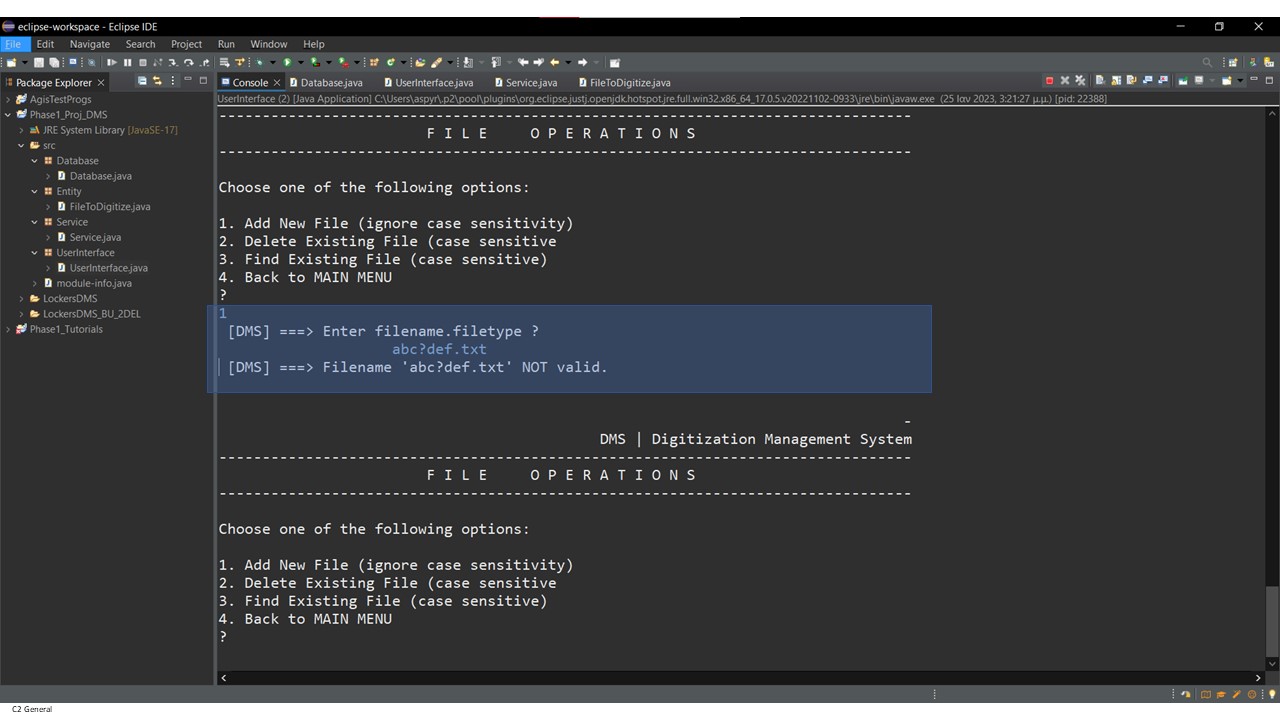 eclipse-workspace - Eclipse IDE
File Edit Navigate Search Project Run Window Help
Package Explorer
Console Database.java UserInterface.java Service.java FileToDigitize.java
UserInterface (2) [Java Application] C:\Users\aspyr\.p2\pool\plugins\org.eclipse.justj.openjdk.hotspot.jre.full.win32.x86_64_17.0.5.v20221102-0933\jre\bin\javaw.exe (25 Ιαν 2023, 3:21:27 μ.μ.) [pid: 22388]
AgisTestProgs
Phase1_Proj_DMS
JRE System Library [JavaSE-17]
src
Database
Database.java
Entity
FileToDigitize.java
Service
Service.java
UserInterface
UserInterface.java
module-info.java
LockersDMS
LockersDMS_BU_2DEL
Phase1_Tutorials
--------------------------------------------------------------------------------
F I L E O P E R A T I O N S
--------------------------------------------------------------------------------
Choose one of the following options:
1. Add New File (ignore case sensitivity)
2. Delete Existing File (case sensitive
3. Find Existing File (case sensitive)
4. Back to MAIN MENU
?
1
[DMS] ===> Enter filename.filetype ?
abc?def.txt
[DMS] ===> Filename 'abc?def.txt' NOT valid.
-
DMS | Digitization Management System
--------------------------------------------------------------------------------
F I L E O P E R A T I O N S
--------------------------------------------------------------------------------
Choose one of the following options:
1. Add New File (ignore case sensitivity)
2. Delete Existing File (case sensitive
3. Find Existing File (case sensitive)
4. Back to MAIN MENU
?
C2 General